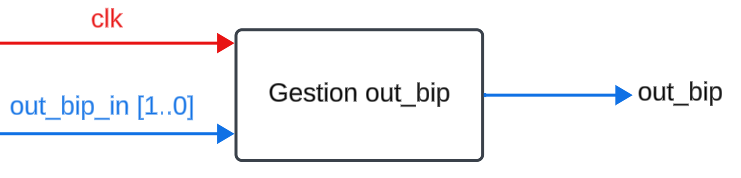 clk
out_bip_in [1..0]
Gestion out_bip
out_bip